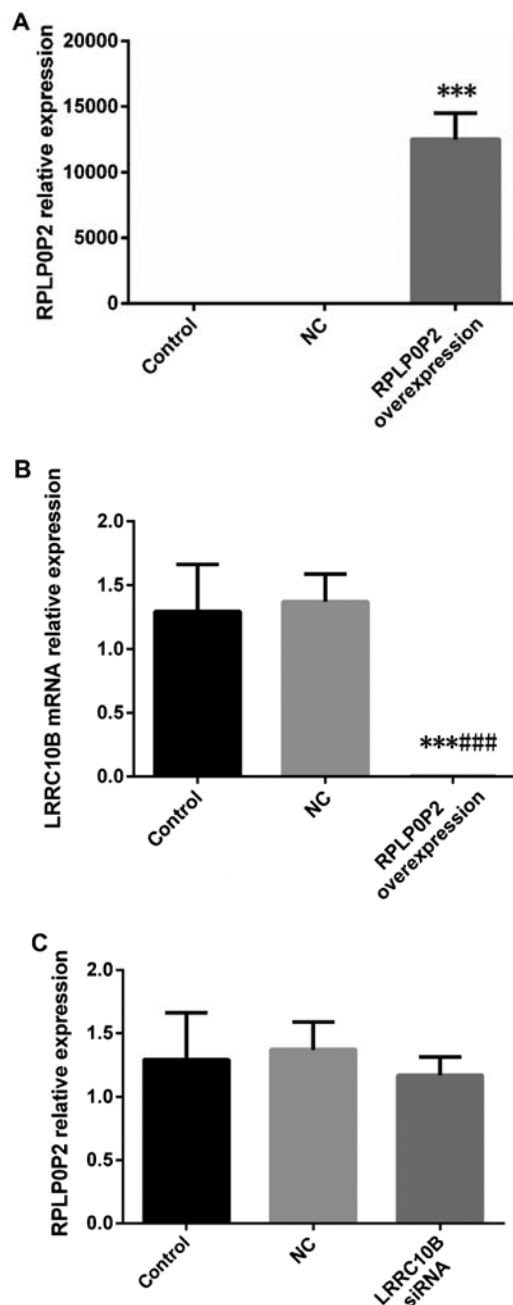 A
RPLP0P2 relative expression
20000
15000
10000
5000
0
***
Control
NC
RPLP0P2
overexpression
B
LRRC10B mRNA relative expression
2.0
1.5
1.0
0.5
0.0
***###
Control
NC
RPLP0P2
overexpression
C
RPLP0P2 relative expression
2.0
1.5
1.0
0.5
0.0
Control
NC
LRRC10B
siRNA